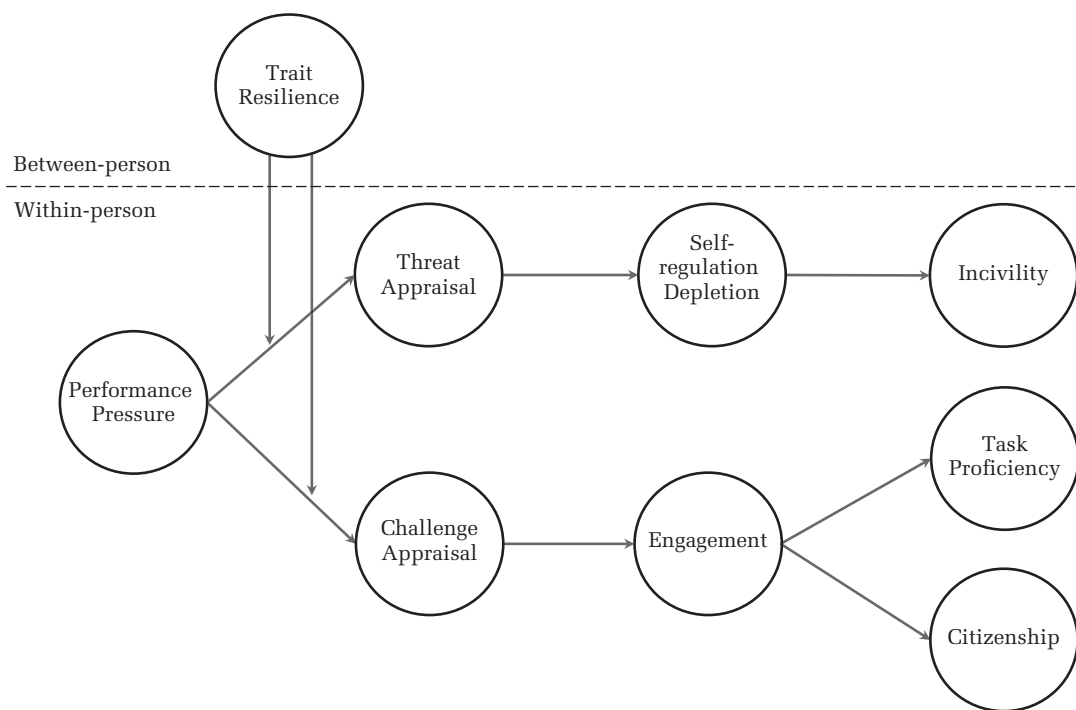 Trait
Resilience
Between-person
Within-person
Threat
Appraisal
Self-
regulation
Depletion
Incivility
Performance
Pressure
Task
Proficiency
Challenge
Appraisal
Engagement
Citizenship